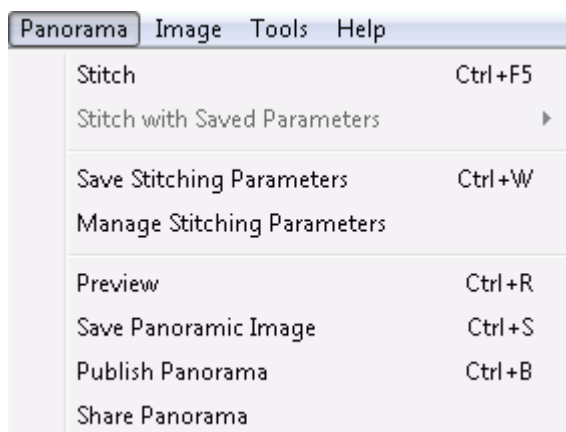 Panorama Image Tools Help
Stitch Ctrl+F5
Stitch with Saved Parameters
Save Stitching Parameters Ctrl+W
Manage Stitching Parameters
Preview Ctrl+R
Save Panoramic Image Ctrl+S
Publish Panorama Ctrl+B
Share Panorama